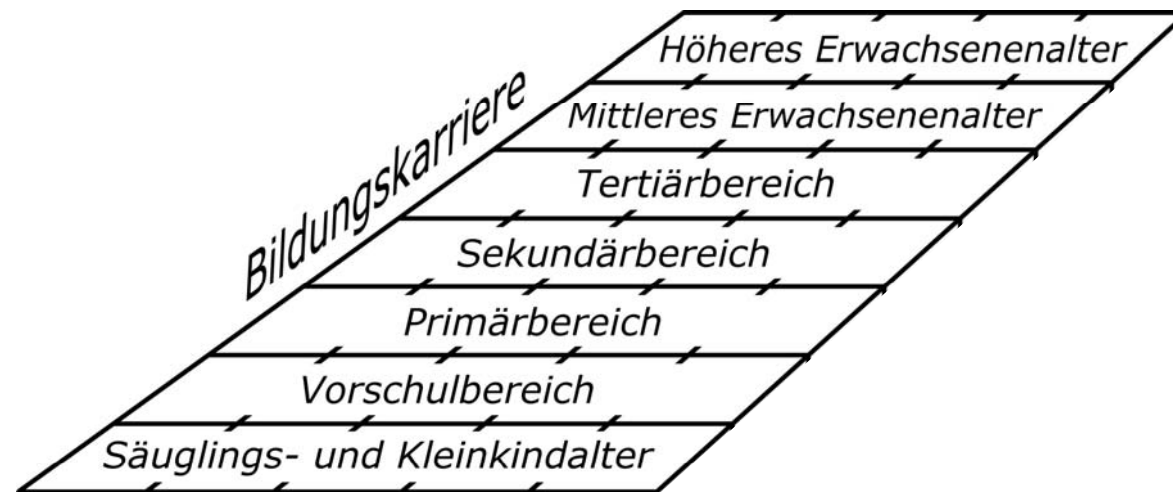 Bildungskarriere
Höheres Erwachsenenalter
Mittleres Erwachsenenalter
Tertiärbereich
Sekundärbereich
Primärbereich
Vorschulbereich
Säuglings- und Kleinkindalter